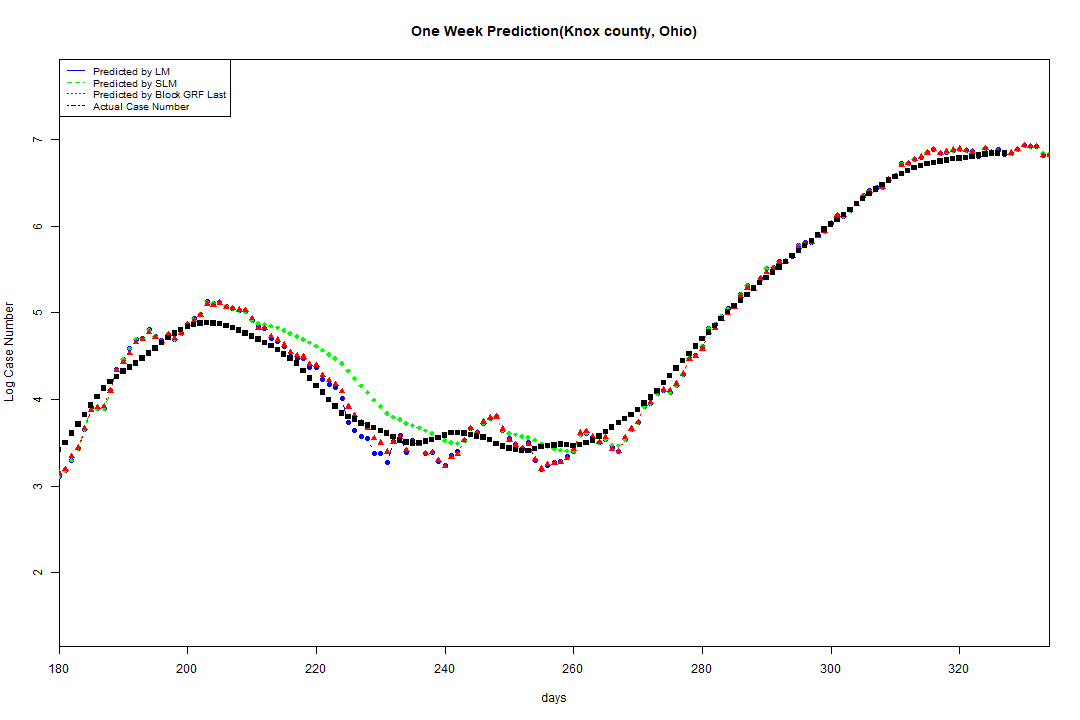 One Week Prediction(Knox county, Ohio)
Predicted by LM
Predicted by SLM
Predicted by Block GRF Last
Actual Case Number
7
6
5
4
3
2
Log Case Number
180 200 220 240 260 280 300 320
days